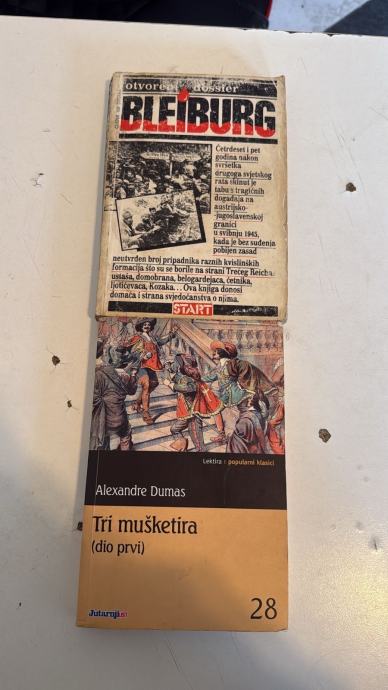 otvoreni dossier
BLEIBURG
Četrdeset i pet
godina nakon
svršetka
drugoga svjetskog
rata skinut je
tabu s tragičnih
događaja na
austrijsko-
-jugoslavenskoj
granici
u svibnju 1945,
kada je bez suđenja
pobijen zasad
neutvrđen broj pripadnika raznih kvislinških
formacija što su se borile na strani Trećeg Reicha:
ustaša, domobrana, belogardejaca, četnika,
ljotićevaca, Kozaka... Ova knjiga donosi
domaća i strana svjedočanstva o njima.
START
Lektira i popularni klasici
Alexandre Dumas
Tri mušketira
(dio prvi)
Jutarnji
28